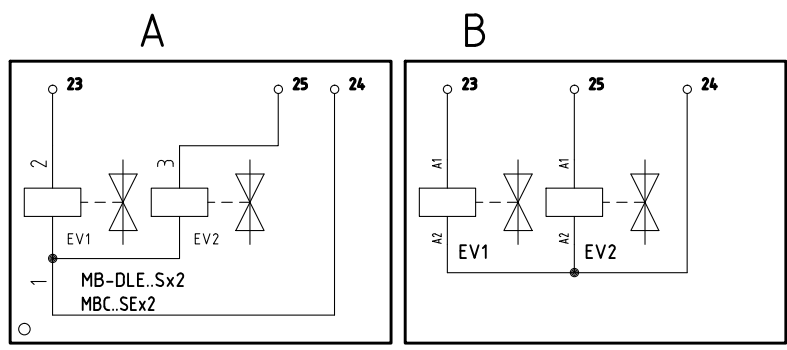 A
B
23
25
24
23
25
24
2
3
A1
A1
EV1
EV2
A2
EV1
A2
EV2
1
MB-DLE..Sx2
MBC..SEx2